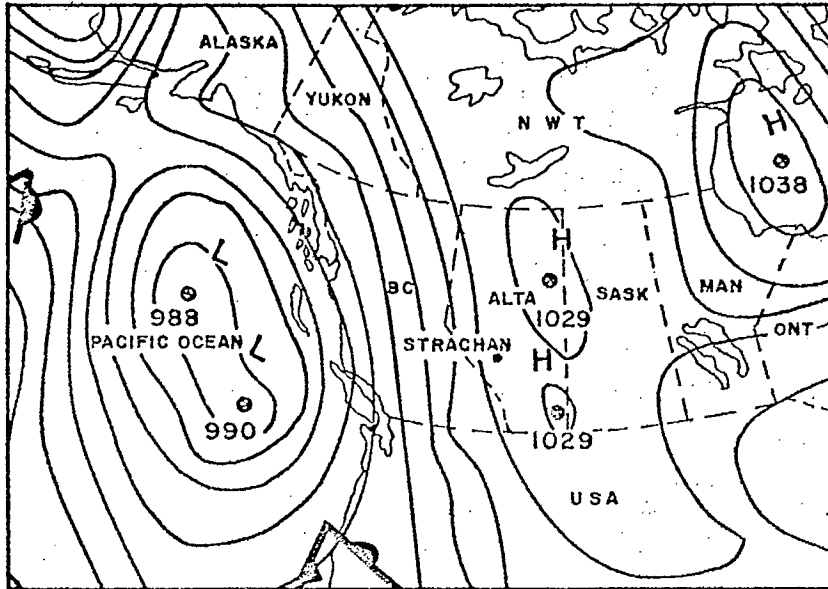 ALASKA
YUKON
N W T
H
1038
L
H
988
BC
ALTA
SASK
MAN
1029
ONT
PACIFIC OCEAN
L
STRACHAN
H
990
1029
USA